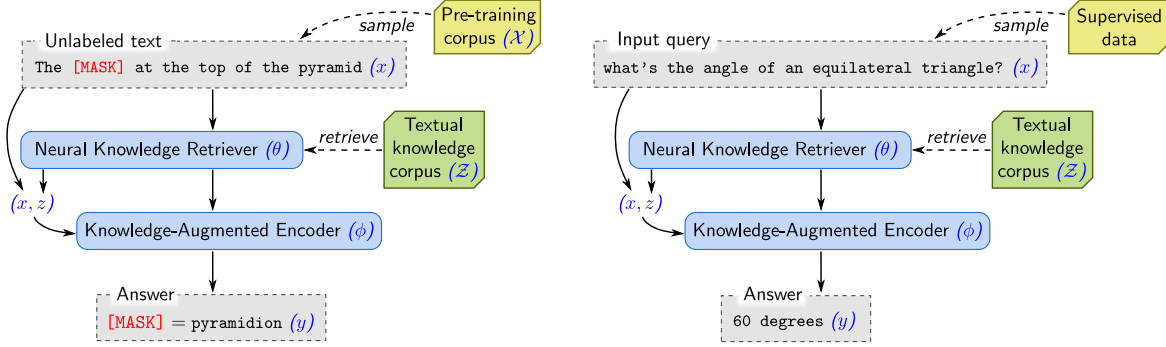 sample
Pre-training
corpus (𝒳)
Unlabeled text
The [MASK] at the top of the pyramid (x)
retrieve
Textual
knowledge
corpus (𝒵)
Neural Knowledge Retriever (θ)
(x, z)
Knowledge-Augmented Encoder (ϕ)
Answer
[MASK] = pyramidion (y)
sample
Supervised
data
Input query
what's the angle of an equilateral triangle? (x)
retrieve
Textual
knowledge
corpus (𝒵)
Neural Knowledge Retriever (θ)
(x, z)
Knowledge-Augmented Encoder (ϕ)
Answer
60 degrees (y)